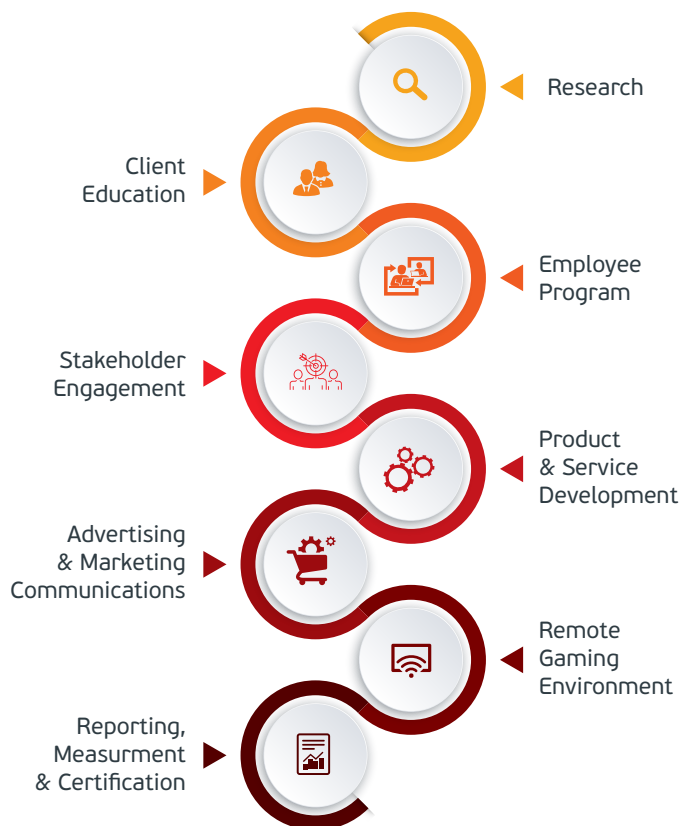 Research
Client
Education
Employee
Program
Stakeholder
Engagement
Product
& Service
Development
Advertising
& Marketing
Communications
Remote
Gaming
Environment
Reporting,
Measurment
& Certification